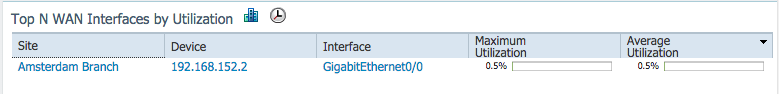 Top N WAN Interfaces by Utilization
Site Device Interface Maximum Utilization Average Utilization
Amsterdam Branch 192.168.152.2 GigabitEthernet0/0 0.5% 0.5%